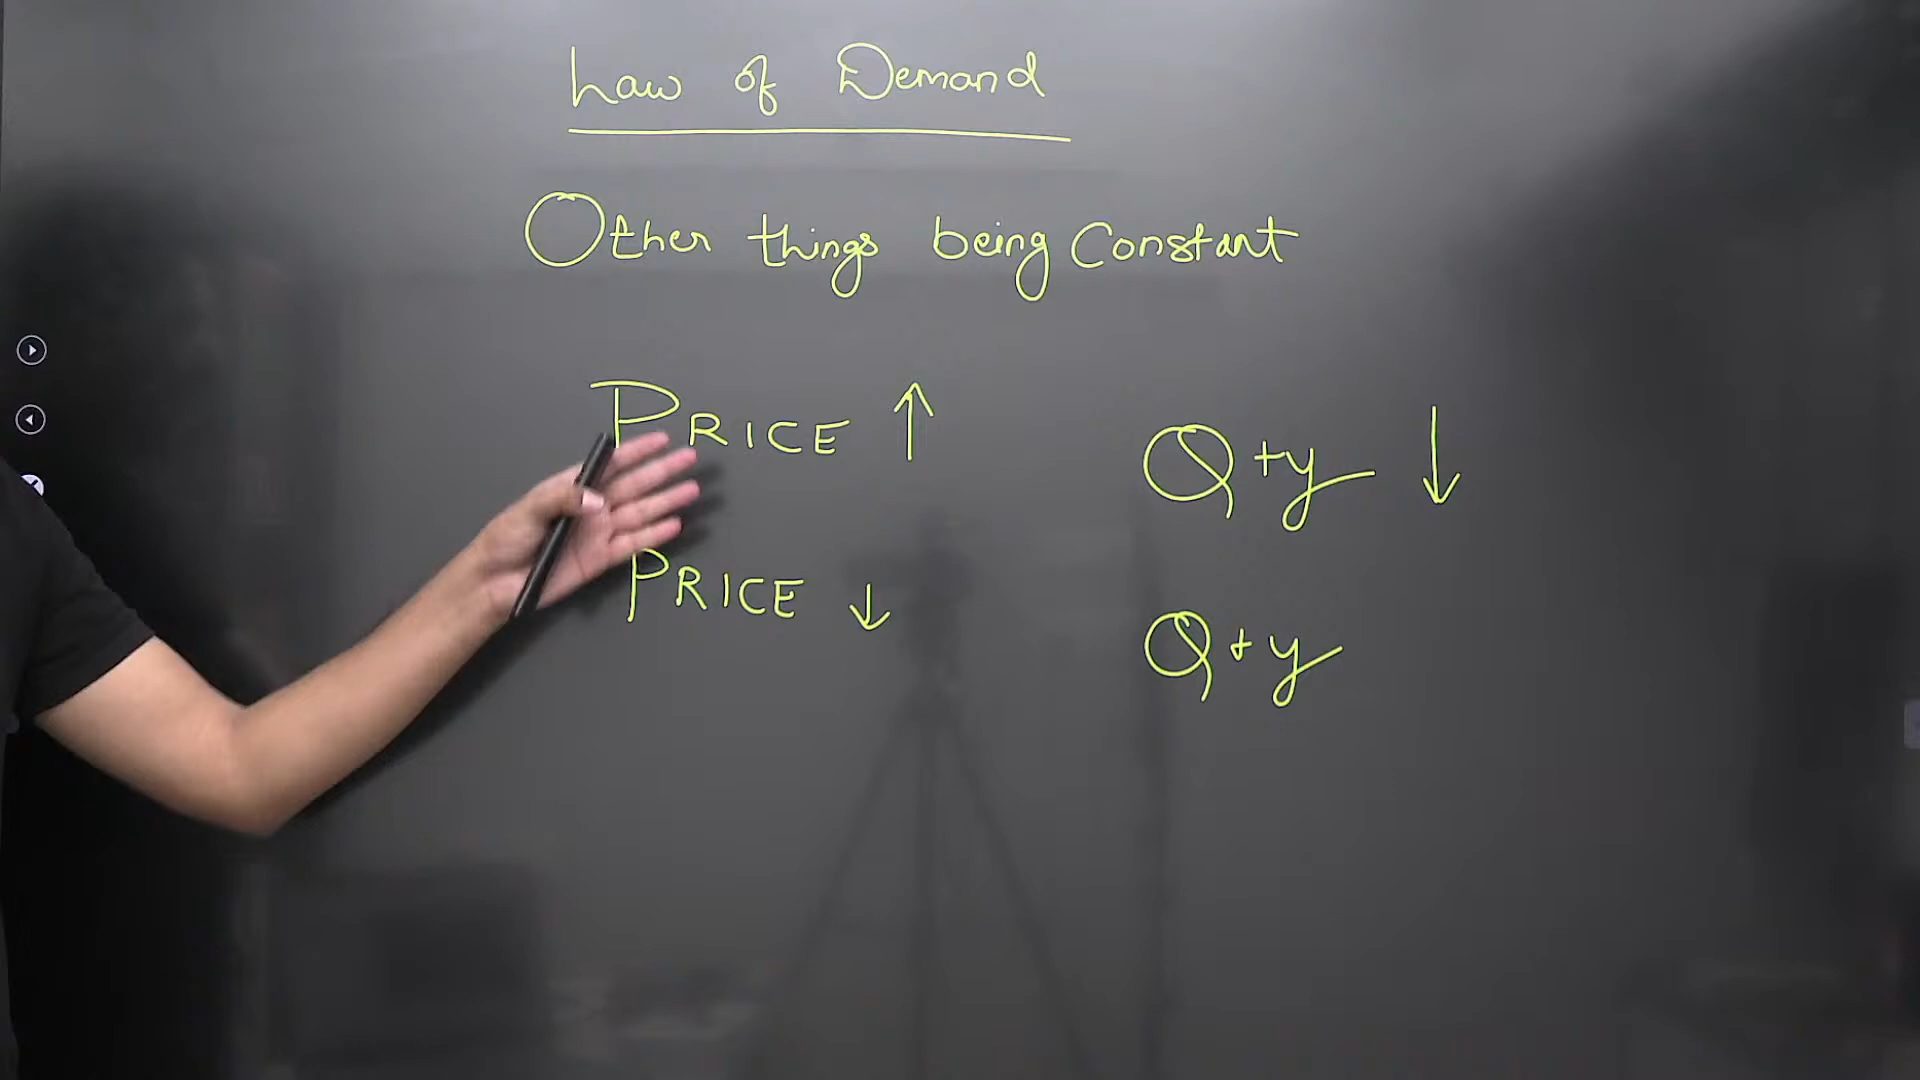 Law of Demand
Other things being Constant
PRICE ↑ Qty ↓
PRICE ↓ Qty